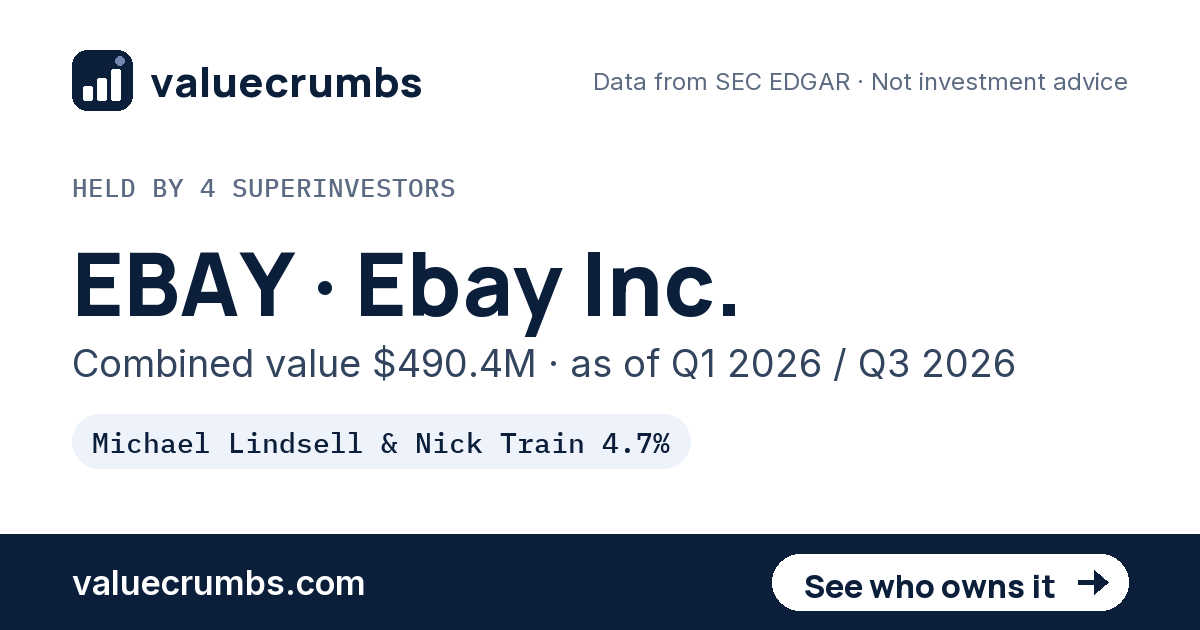 valuecrumbs
Data from SEC EDGAR · Not investment advice
HELD BY 4 SUPERINVESTORS
EBAY · Ebay Inc.
Combined value $490.4M · as of Q1 2026 / Q3 2026
Michael Lindsell & Nick Train 4.7%
valuecrumbs.com
See who owns it →